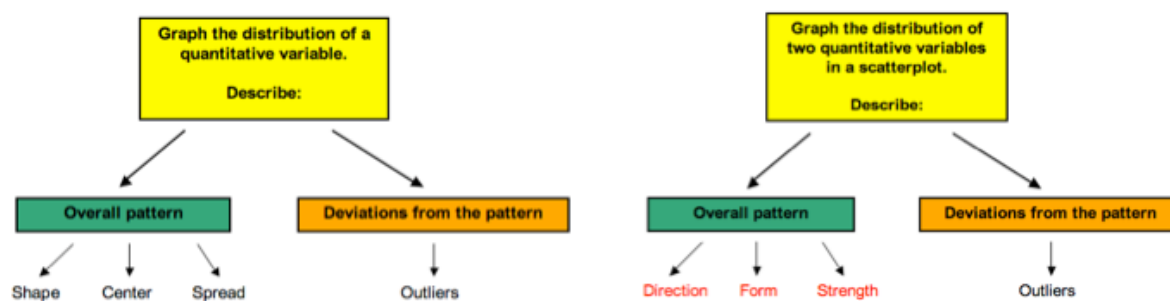 Graph the distribution of a
quantitative variable.
Describe:
Overall pattern
Deviations from the pattern
Shape
Center
Spread
Outliers
Graph the distribution of
two quantitative variables
in a scatterplot.
Describe:
Overall pattern
Deviations from the pattern
Direction
Form
Strength
Outliers